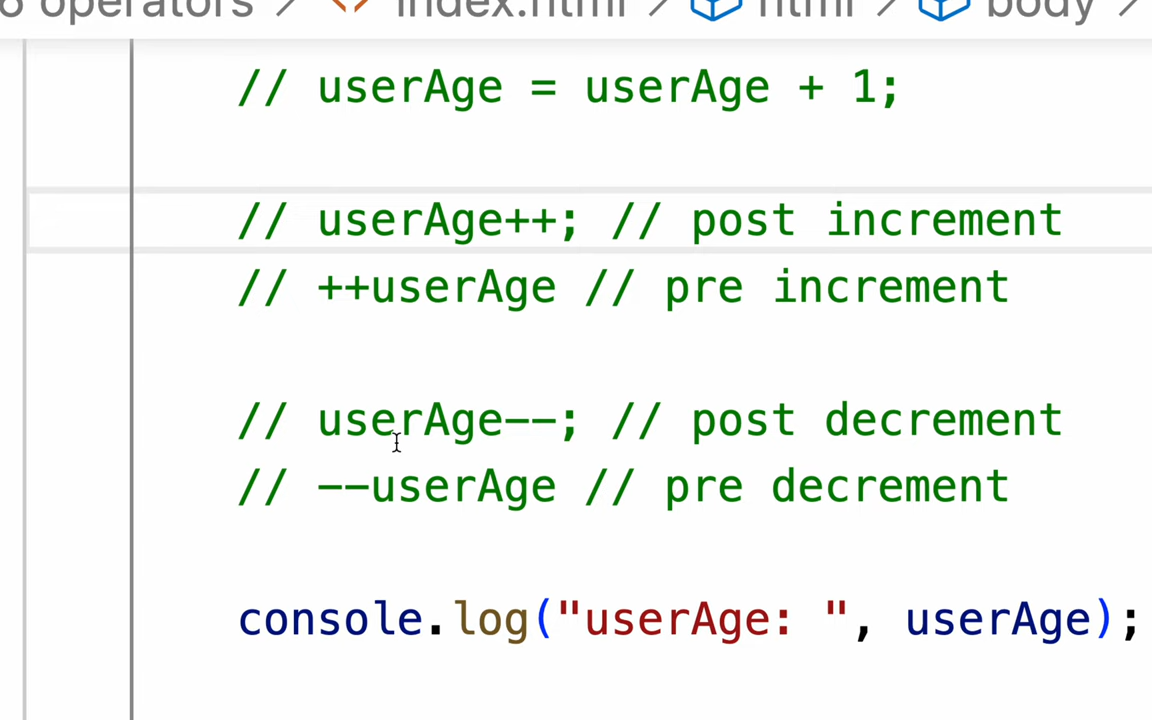 6 operators index.html html body
// userAge = userAge + 1;
// userAge++; // post increment
// ++userAge // pre increment
// userAge--; // post decrement
// --userAge // pre decrement
console.log("userAge: ", userAge);